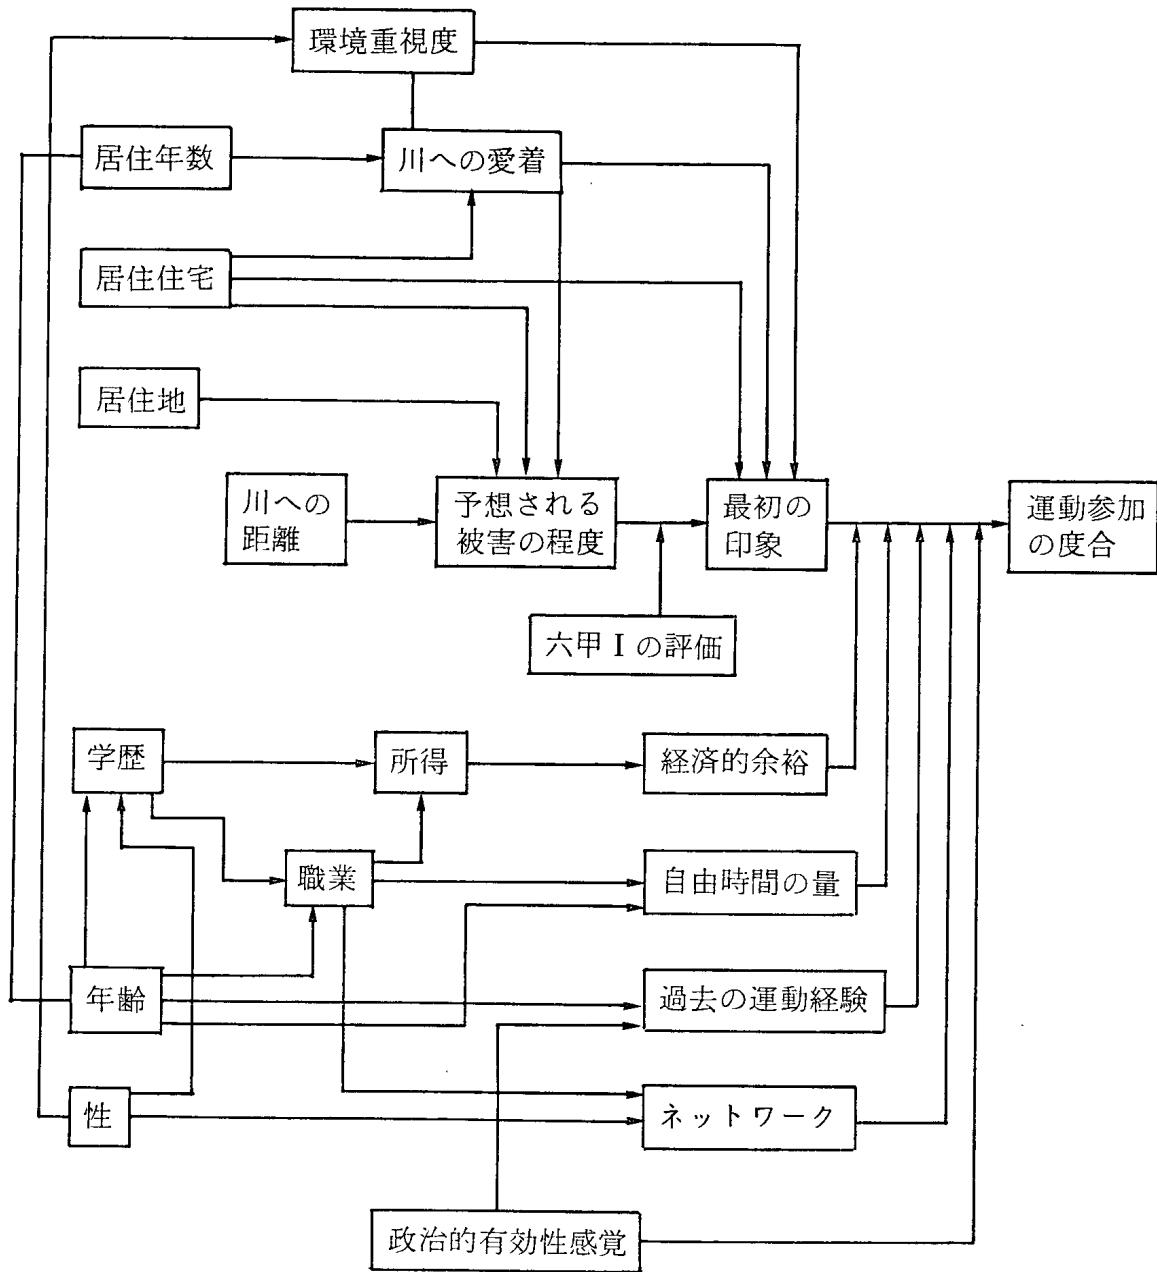 環境重視度
居住年数
川への愛着
居住住宅
居住地
川への
距離
予想される
被害の程度
最初の
印象
運動参加
の度合
六甲Ⅰの評価
学歴
所得
経済的余裕
職業
自由時間の量
年齢
過去の運動経験
性
ネットワーク
政治的有効性感覚